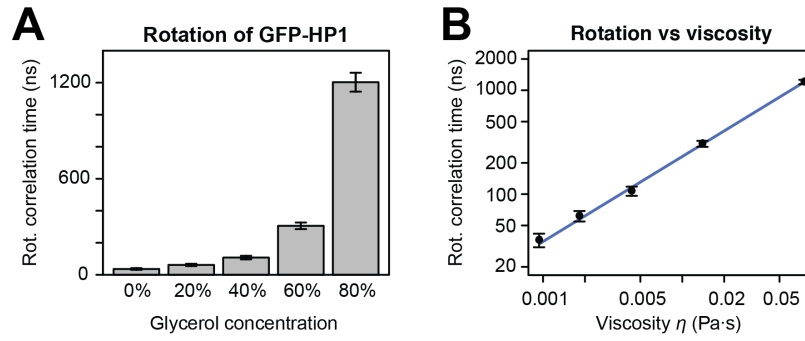 A
Rotation of GFP-HP1
Rot. correlation time (ns)
1200
600
0
0% 20% 40% 60% 80%
Glycerol concentration
B
Rotation vs viscosity
Rot. correlation time (ns)
2000
1000
500
200
100
50
20
0.001 0.005 0.02 0.05
Viscosity η (Pa·s)